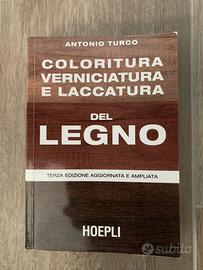 ANTONIO TURCO
COLORITURA
VERNICIATURA
E LACCATURA
DEL
LEGNO
TERZA EDIZIONE AGGIORNATA E AMPLIATA
HOEPLI
subito